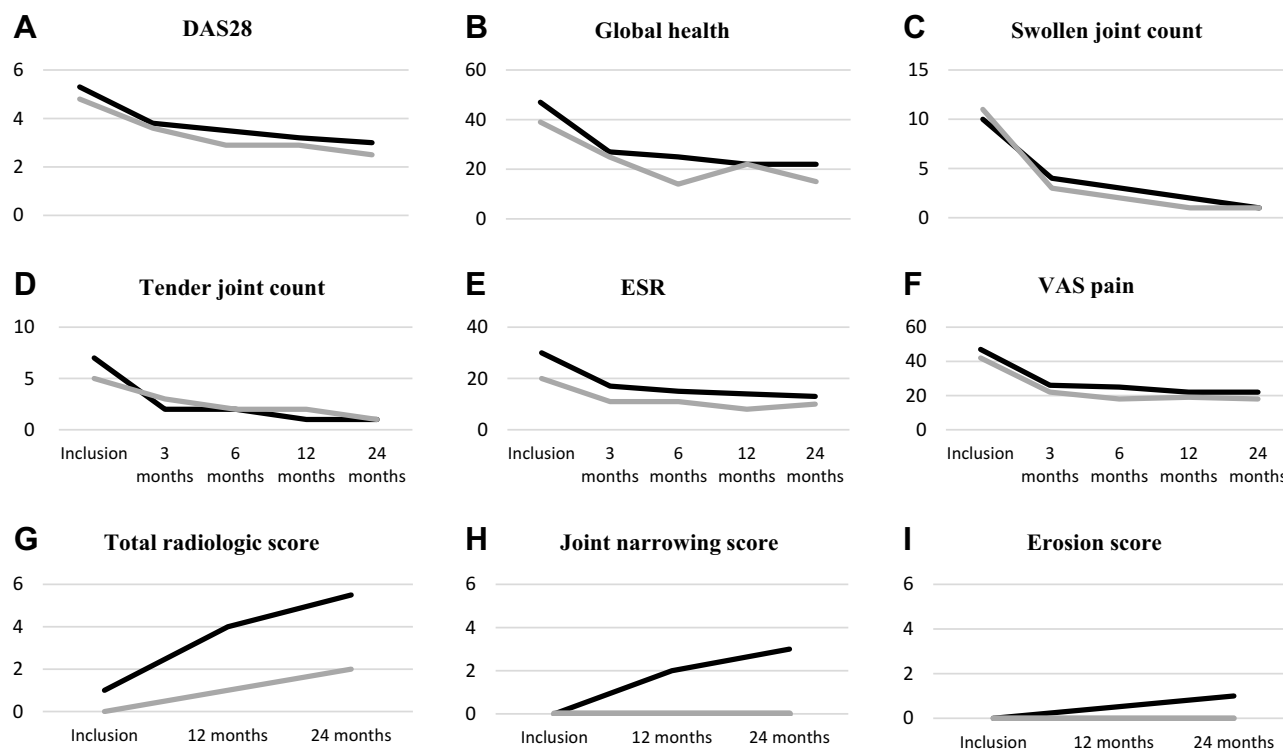 A DAS28
B Global health
C Swollen joint count
6
4
2
0
60
40
20
0
15
10
5
0
D Tender joint count
E ESR
F VAS pain
10
5
0
Inclusion 3 6 12 24
months months months months
40
20
0
Inclusion 3 6 12 24
months months months months
60
40
20
0
Inclusion 3 6 12 24
months months months months
G Total radiologic score
H Joint narrowing score
I Erosion score
6
4
2
0
Inclusion 12 months 24 months
6
4
2
0
Inclusion 12 months 24 months
6
4
2
0
Inclusion 12 months 24 months